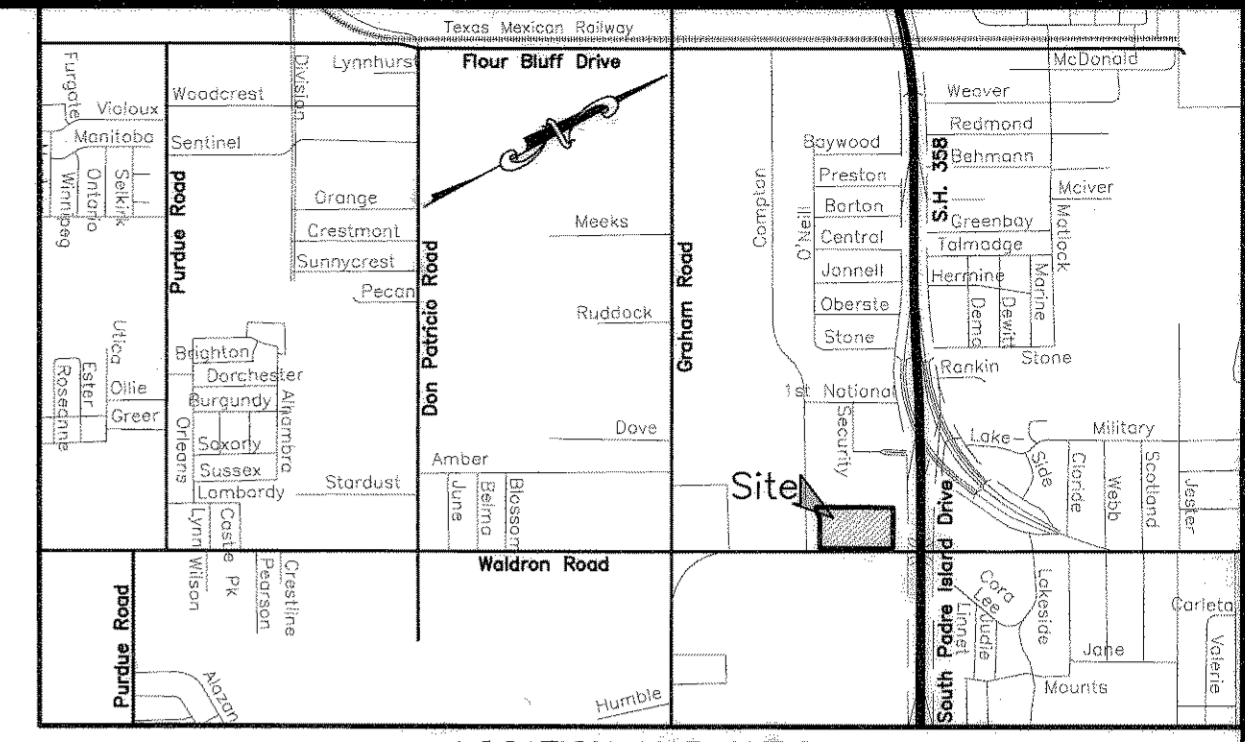 Texas Mexican Railway
Flour Bluff Drive
Lynnhurst
McDonald
Furgate
Division
Woodcrest
Weaver
Violoux
Redmond
Manitoba
Sentinel
N
Baywood
Behmann
S.H. 358
Preston
Mciver
Winnipeg
Ontario
Selkirk
Purdue Road
Orange
Barton
Compton
O'Neill
Matlock
Crestmont
Meeks
Greenbay
Central
Talmadge
Sunnycrest
Jonnell
Hermine
Marine
Pecan
Don Patricio Road
Graham Road
Oberste
Demo
Dewitt
Ruddock
Stone
Utica
Brighton
Stone
Rankin
Ester
Roseanne
Ollie
Dorchester
1st National
Burgundy
Alhambra
Greer
Security
Orleans
Saxony
Dove
Lake
Military
Sussex
Amber
Side
Claride
Webb
Scotland
Jester
Lombardy
Stardust
June
Belma
Blossom
Site
Lynn
Castle Pk
South Padre Island Drive
Waldron Road
Wilson
Pearson
Crestline
Cora Lee
Linnet
Judie
Lakeside
Carleta
Purdue Road
Jane
Valerie
Alazan
Humble
Mounts